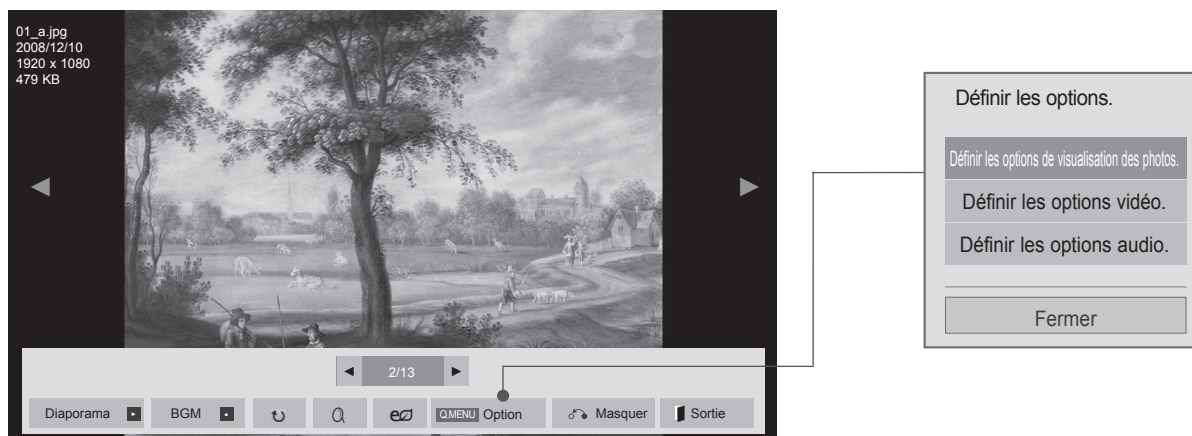 01_a.jpg
2008/12/10
1920 x 1080
479 KB
2/13
Diaporama
BGM
Q.MENU Option
Masquer
Sortie
Définir les options.
Définir les options de visualisation des photos.
Définir les options vidéo.
Définir les options audio.
Fermer